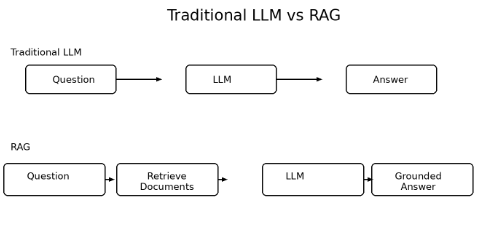 Traditional LLM vs RAG
Traditional LLM
Question
LLM
Answer
RAG
Question
Retrieve
Documents
LLM
Grounded
Answer